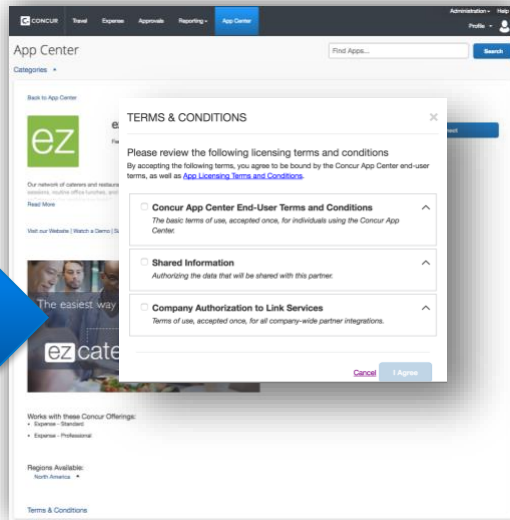 Administration - Help
CONCUR Travel Expense Approvals Reporting App Center
Profile
App Center
Find Apps...
Search
Categories
Back to App Center
ez
TERMS & CONDITIONS
Please review the following licensing terms and conditions
By accepting the following terms, you agree to be bound by the Concur App Center end-user
terms, as well as App Licensing Terms and Conditions.
Our network of caterers and
Read More
Concur App Center End-User Terms and Conditions
The basic terms of use, accepted once, for individuals using the Concur App
Center.
Visit our Website | Watch a Demo |
Shared Information
Authorizing the data that will be shared with this partner.
Company Authorization to Link Services
Terms of use, accepted once, for all company-wide partner integrations.
The easiest way
ez cate
Cancel I Agree
Works with these Concur Offerings:
• Expense - Standard
• Expense - Professional
Regions Available:
North America
Terms & Conditions